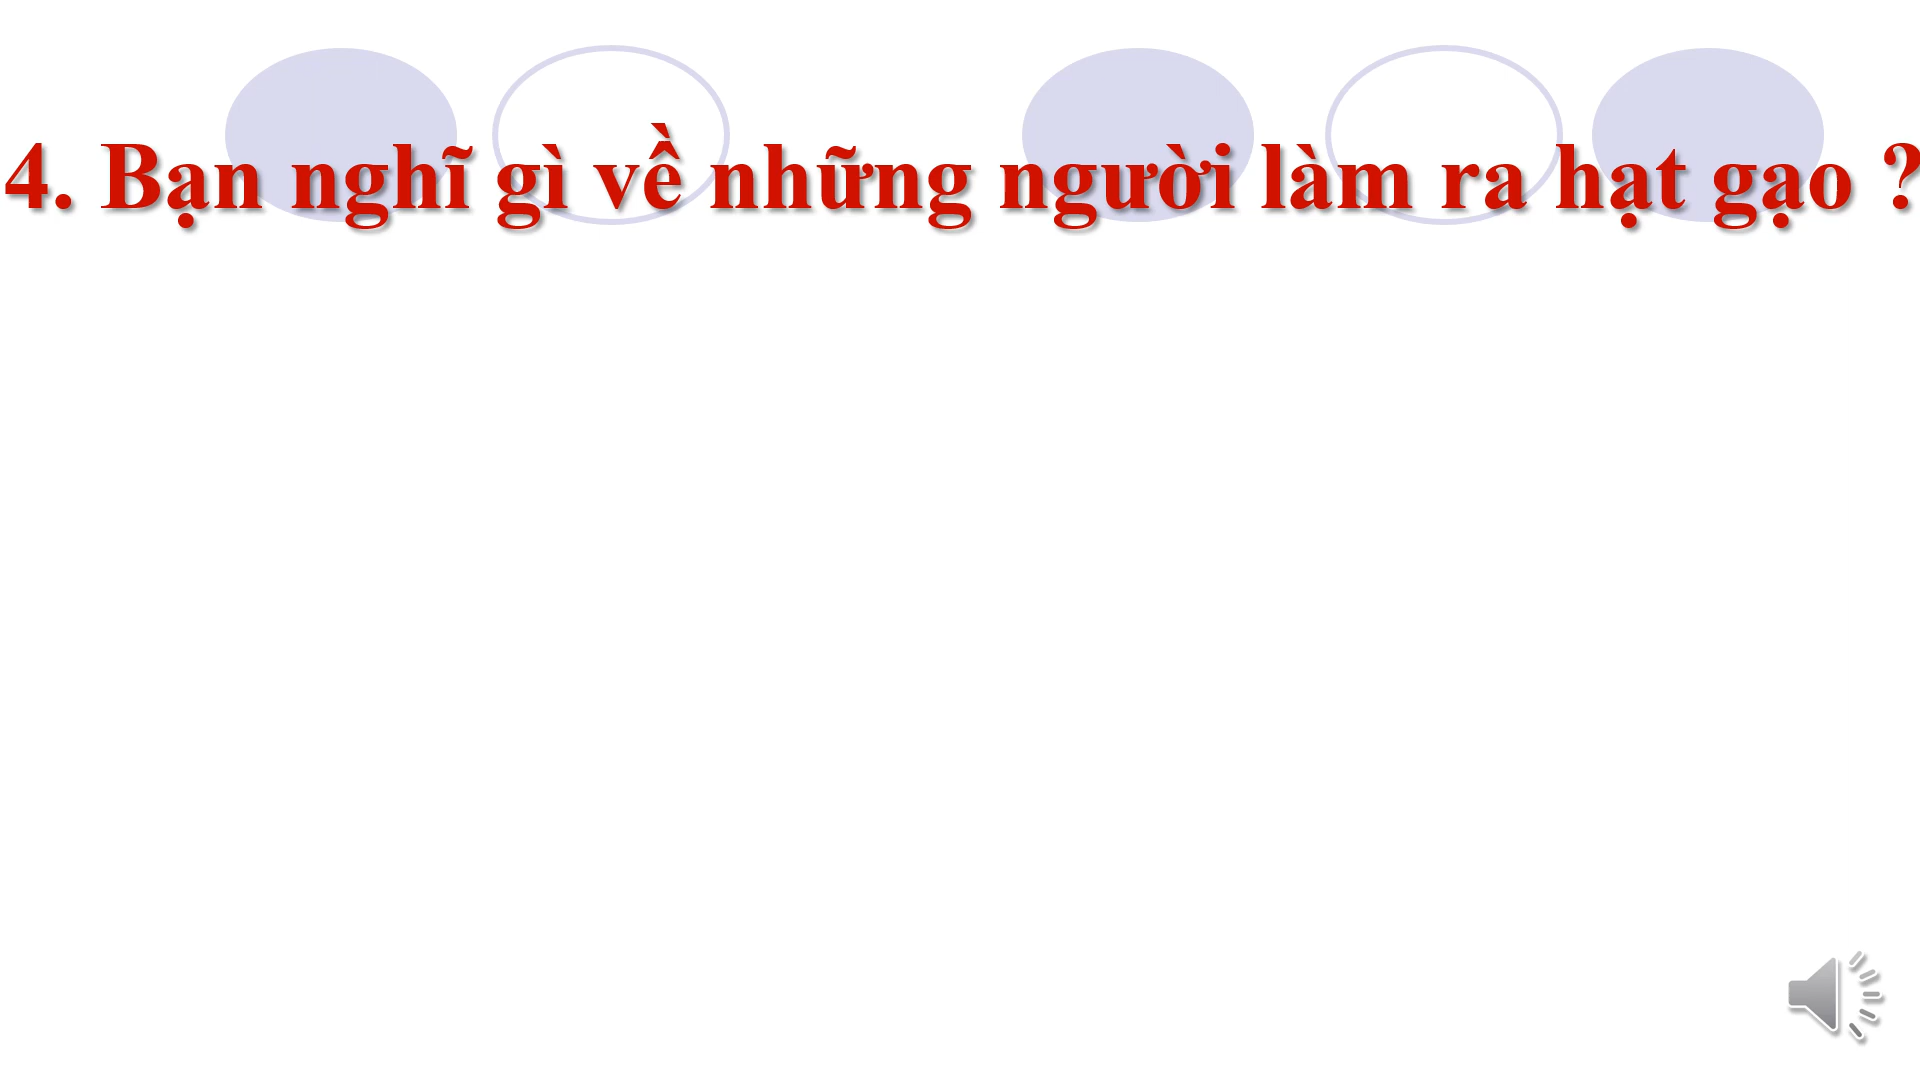 4. Bạn nghĩ gì về những người làm ra hạt gạo ?